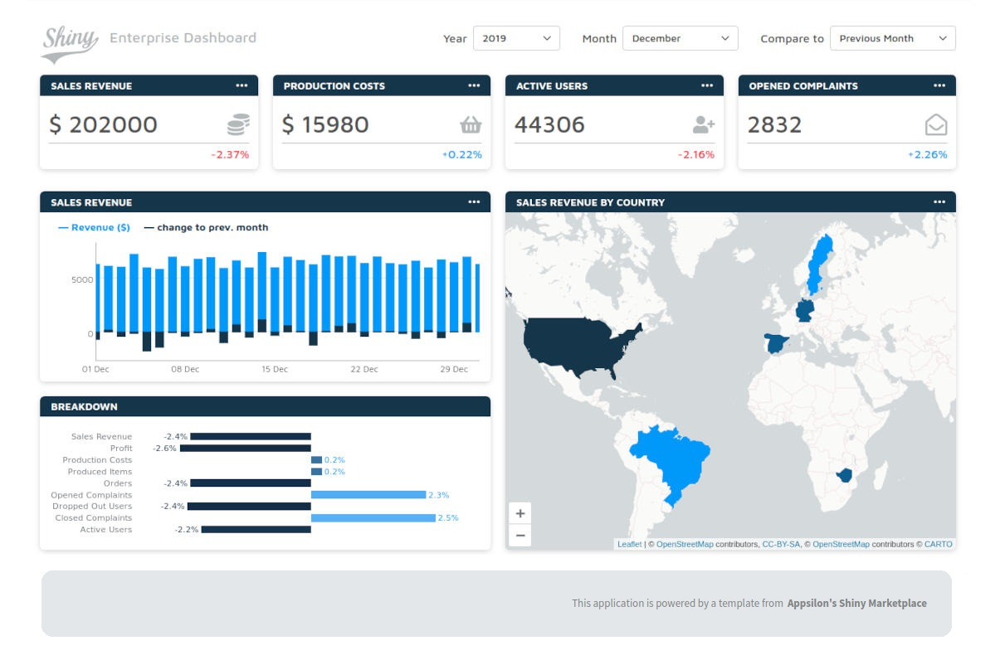 Shiny Enterprise Dashboard
Year 2019 Month December Compare to Previous Month
SALES REVENUE
$ 202000
-2.37%
PRODUCTION COSTS
$ 15980
+0.22%
ACTIVE USERS
44306
-2.16%
OPENED COMPLAINTS
2832
+2.26%
SALES REVENUE
Revenue ($) change to prev. month
5000
0
01 Dec 08 Dec 15 Dec 22 Dec 29 Dec
BREAKDOWN
Sales Revenue -2.4%
Profit -2.6%
Production Costs 0.2%
Produced Items 0.2%
Orders -2.4%
Opened Complaints 2.3%
Dropped Out Users -2.4%
Closed Complaints 2.5%
Active Users -2.2%
SALES REVENUE BY COUNTRY
+
−
Leaflet | © OpenStreetMap contributors, CC-BY-SA, © OpenStreetMap contributors © CARTO
This application is powered by a template from Appsilon's Shiny Marketplace